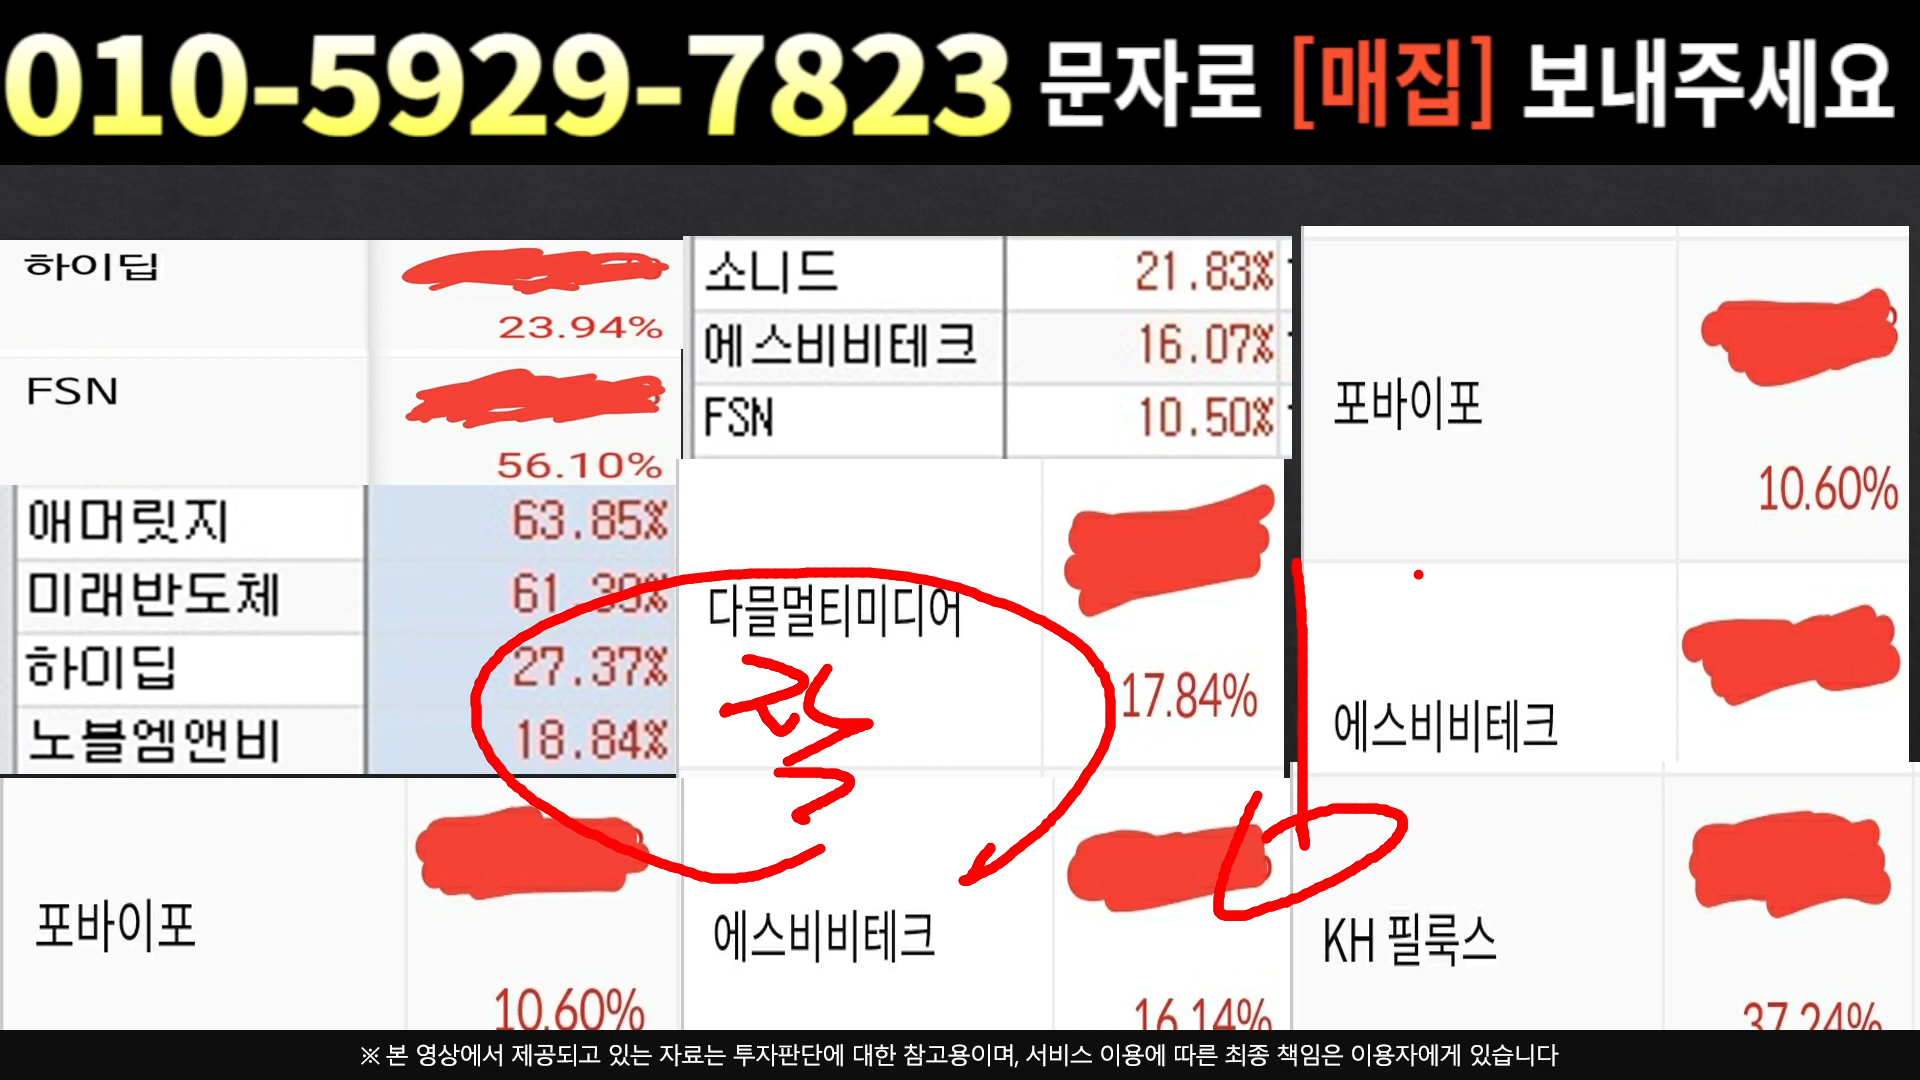 010-5929-7823 문자로 [매집] 보내주세요
하이딥
23.94%
FSN
56.10%
애머릿지 63.85%
미래반도체 61.39%
하이딥 27.37%
노블엠앤비 18.84%
소니드 21.83%
에스비비테크 16.07%
FSN 10.50%
다믈멀티미디어
17.84%
포바이포
10.60%
에스비비테크
포바이포
10.60%
에스비비테크
16.14%
KH 필룩스
37.24%
※ 본 영상에서 제공되고 있는 자료는 투자판단에 대한 참고용이며, 서비스 이용에 따른 최종 책임은 이용자에게 있습니다